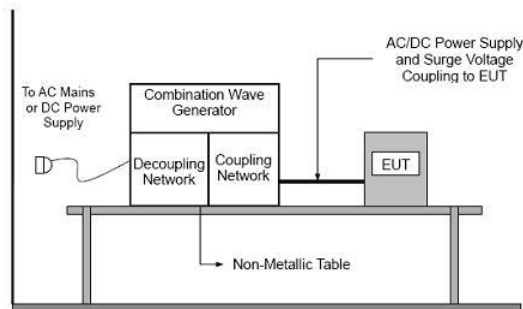 AC/DC Power Supply
and Surge Voltage
Coupling to EUT
To AC Mains
or DC Power
Supply
Combination Wave
Generator
Decoupling
Network
Coupling
Network
EUT
Non-Metallic Table